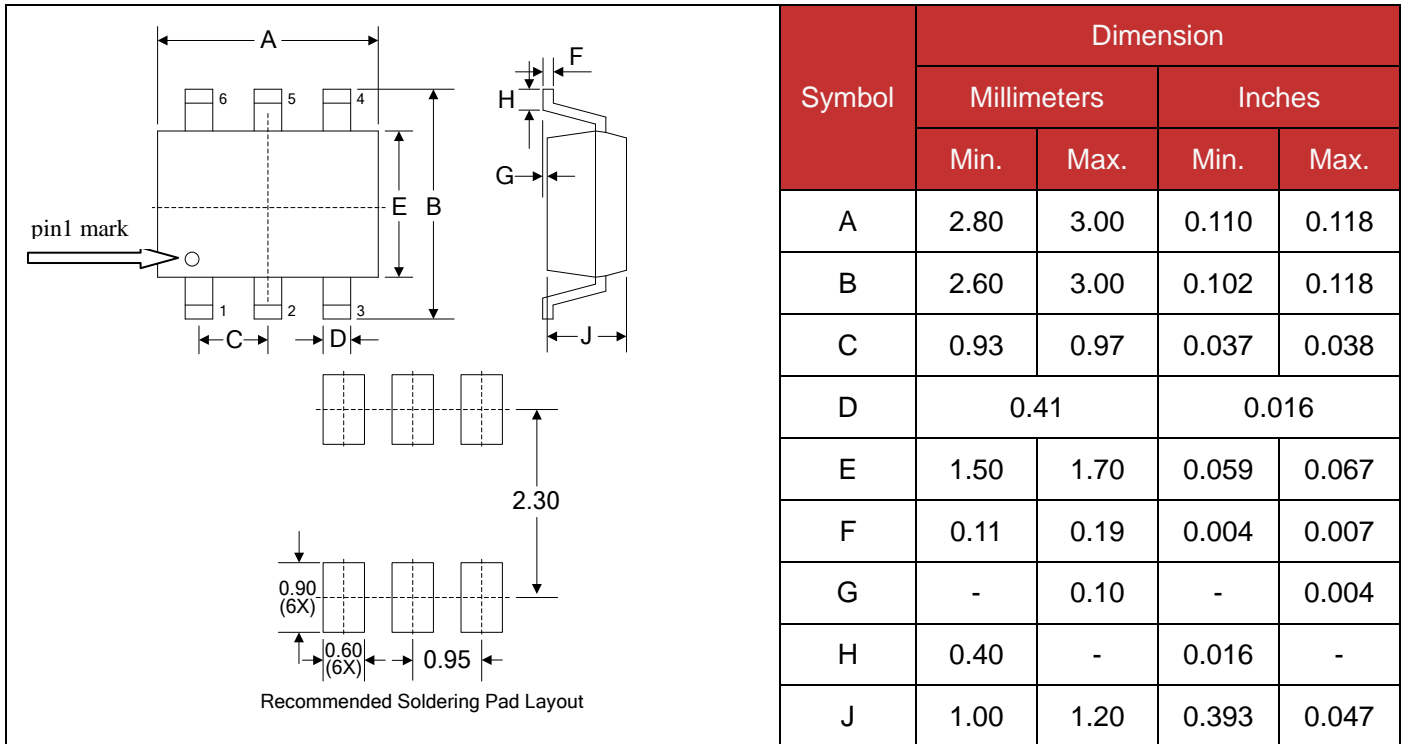 A
6 5 4
E B
pin1 mark
1 2 3
C D
F
H
G
J
2.30
0.90
(6X)
0.60
(6X)
0.95
Recommended Soldering Pad Layout
Symbol Dimension
Millimeters Inches
Min. Max. Min. Max.
A 2.80 3.00 0.110 0.118
B 2.60 3.00 0.102 0.118
C 0.93 0.97 0.037 0.038
D 0.41 0.016
E 1.50 1.70 0.059 0.067
F 0.11 0.19 0.004 0.007
G - 0.10 - 0.004
H 0.40 - 0.016 -
J 1.00 1.20 0.393 0.047